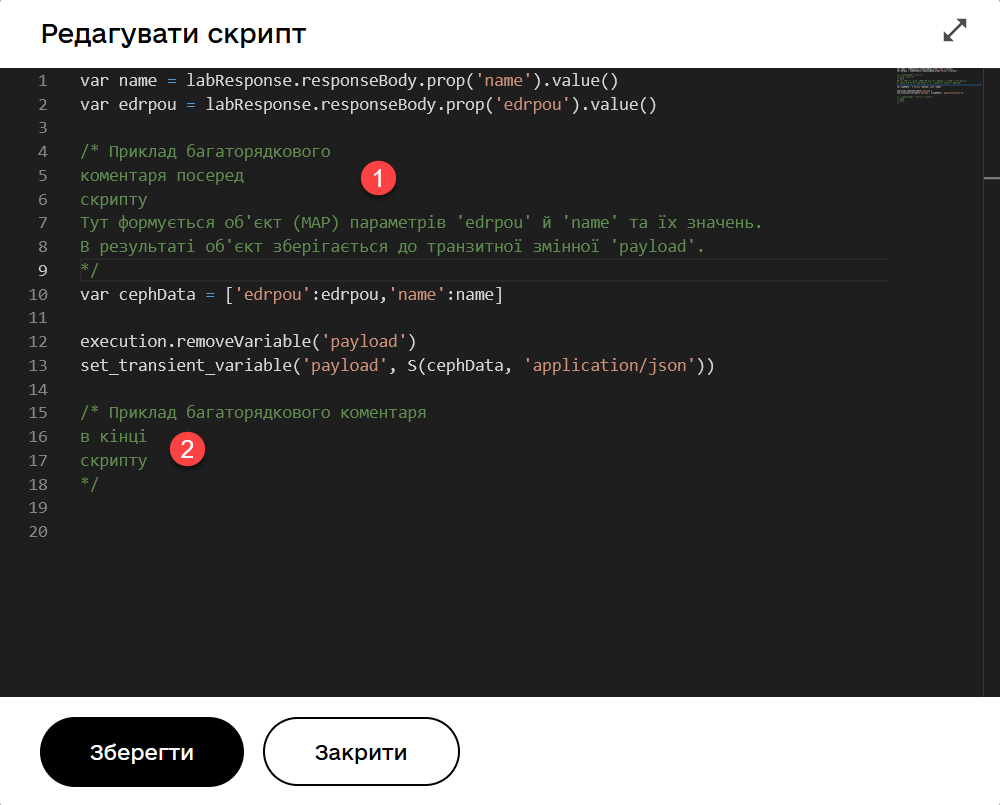 Редагувати скрипт
1 var name = labResponse.responseBody.prop('name').value()
2 var edrpou = labResponse.responseBody.prop('edrpou').value()
3
4 /* Приклад багаторядкового
5 коментаря посеред
1
6 скрипту
7 Тут формується об'єкт (MAP) параметрів 'edrpou' й 'name' та їх значень.
8 В результаті об'єкт зберігається до транзитної змінної 'payload'.
9 */
10 var cephData = ['edrpou':edrpou,'name':name]
11
12 execution.removeVariable('payload')
13 set_transient_variable('payload', S(cephData, 'application/json'))
14
15 /* Приклад багаторядкового коментаря
16 в кінці
2
17 скрипту
18 */
19
20
Зберегти Закрити